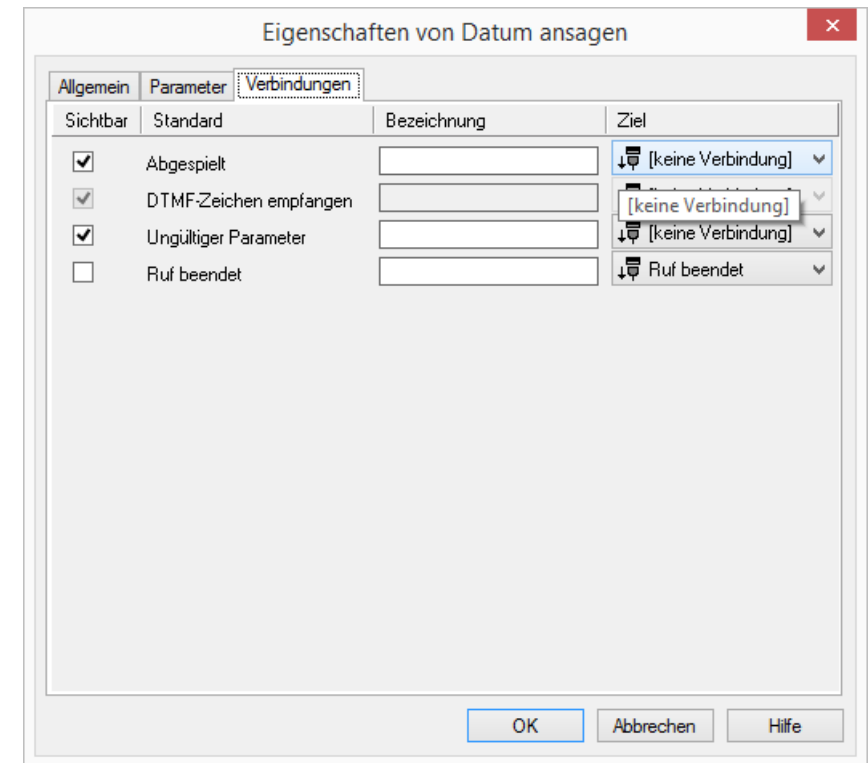 Eigenschaften von Datum ansagen
Allgemein Parameter Verbindungen
Sichtbar Standard Bezeichnung Ziel
Abgespielt [keine Verbindung]
DTMF-Zeichen empfangen [keine Verbindung]
Ungültiger Parameter [keine Verbindung]
Ruf beendet Ruf beendet
OK Abbrechen Hilfe